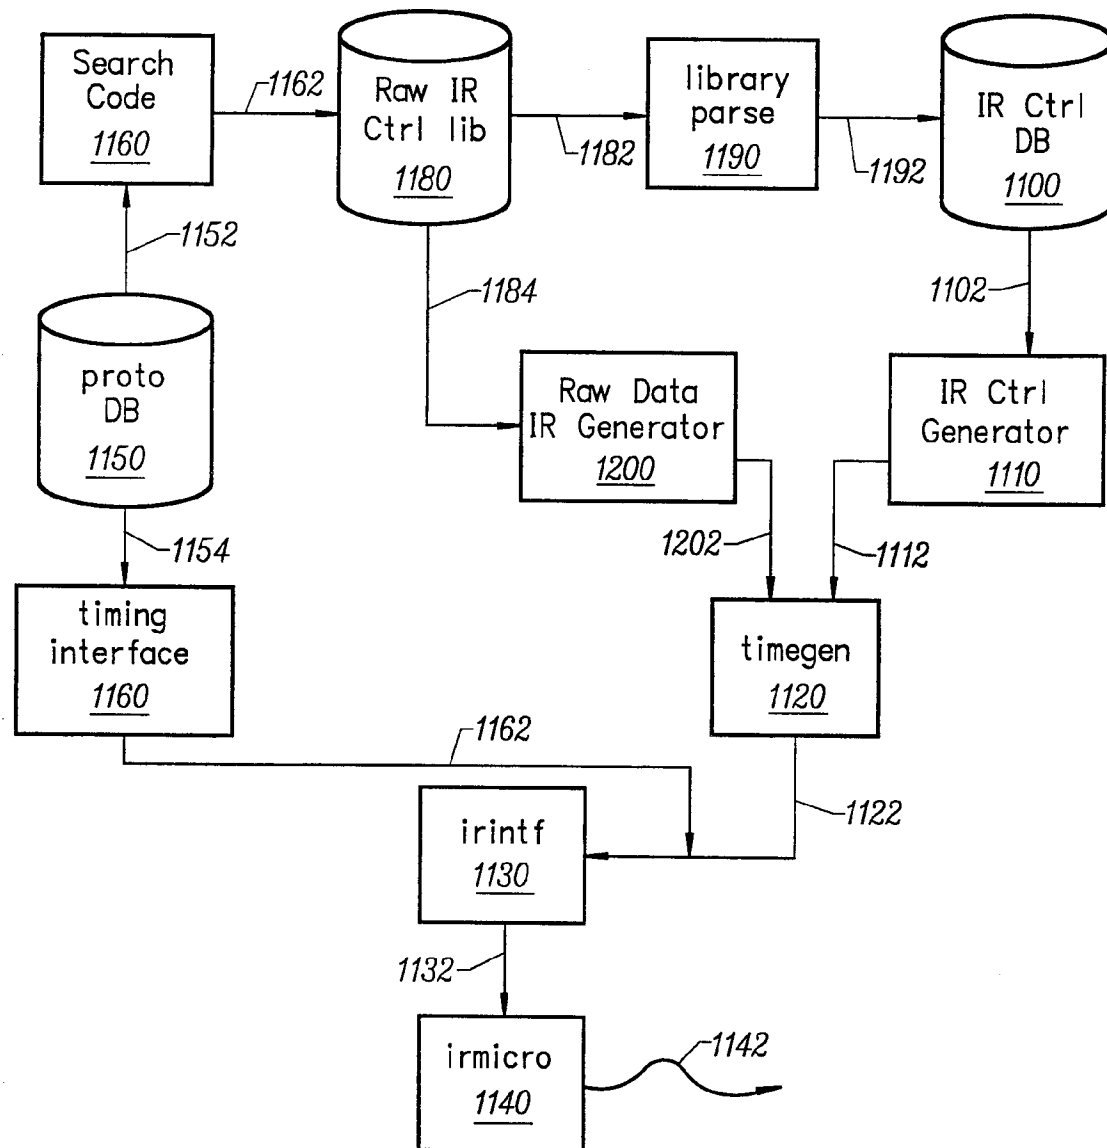 Search
Code
1160
1162
Raw IR
Ctrl lib
1180
1182
library
parse
1190
1192
IR Ctrl
DB
1100
1152
1184
1102
proto
DB
1150
Raw Data
IR Generator
1200
IR Ctrl
Generator
1110
1154
1202
1112
timing
interface
1160
timegen
1120
1162
1122
irintf
1130
1132
irmicro
1140
1142